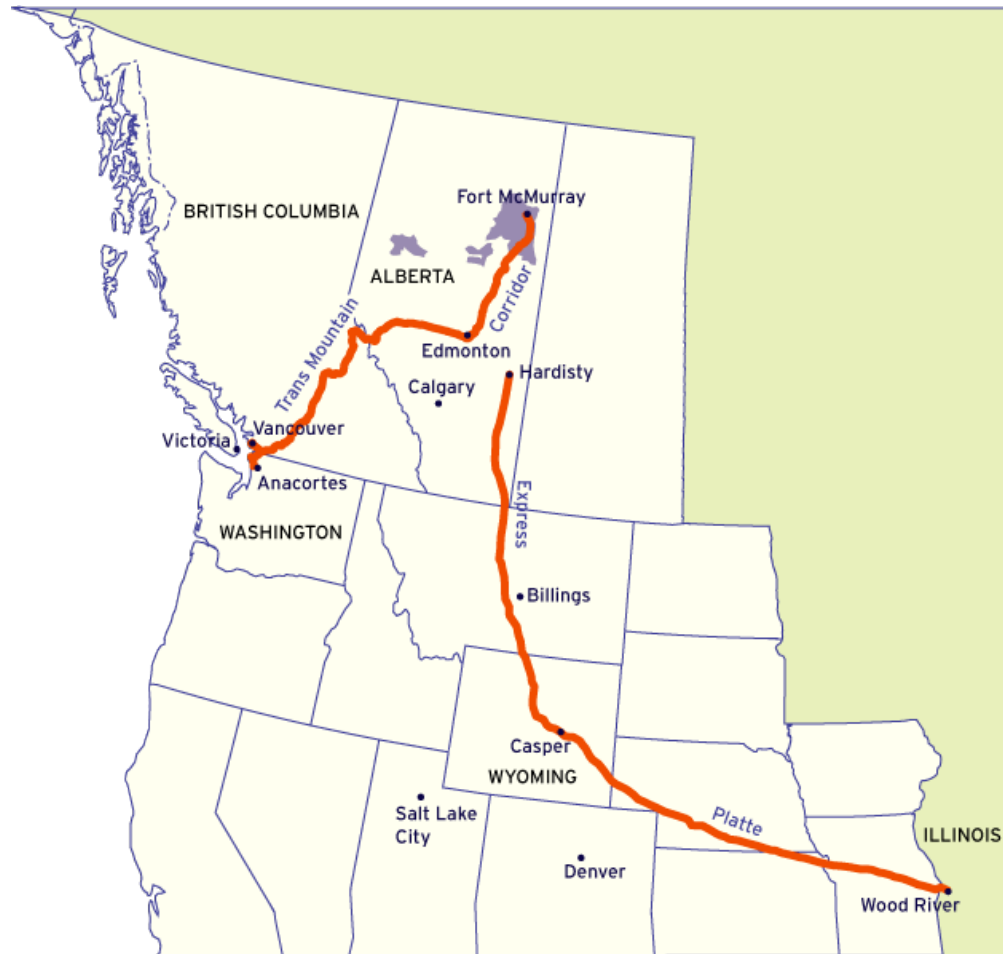 Fort McMurray
BRITISH COLUMBIA
ALBERTA
Corridor
Trans Mountain
Edmonton
Hardisty
Calgary
Vancouver
Victoria
Anacortes
Express
WASHINGTON
Billings
Casper
WYOMING
Salt Lake
City
Platte
ILLINOIS
Denver
Wood River